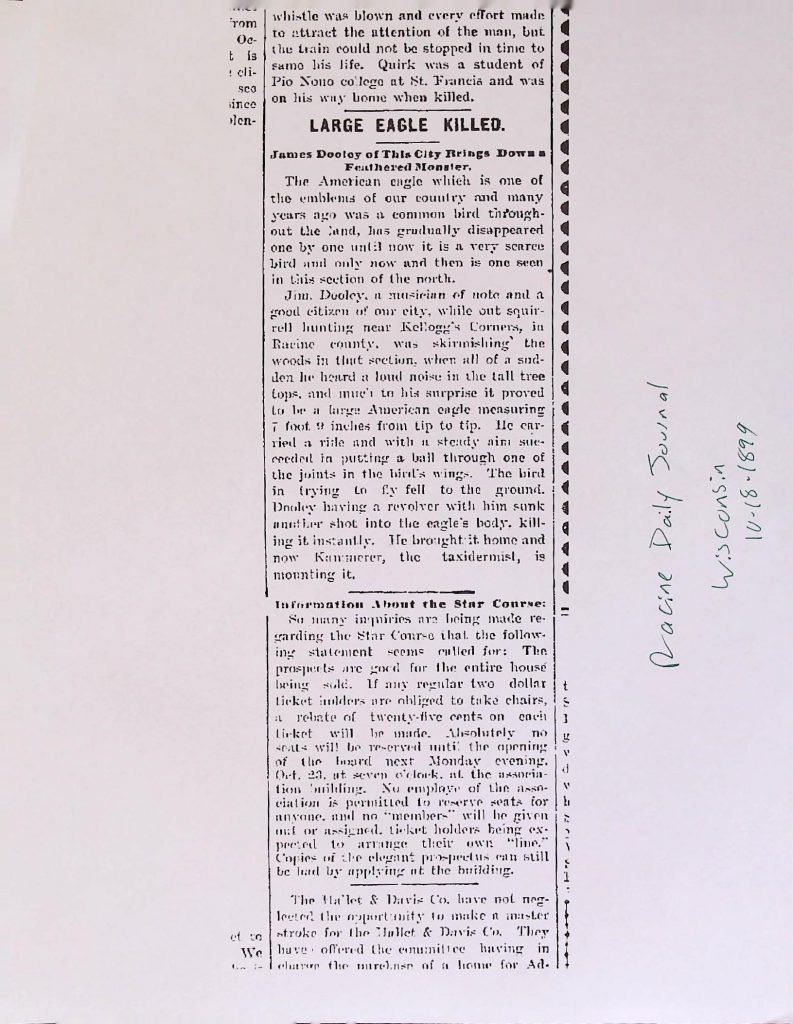 from
Oc-
t is
cli-
sco
since
plen-
whistle was blown and every effort made
to attract the attention of the man, but
the train could not be stopped in time to
same his life. Quirk was a student of
Pio Nono college at St. Francis and was
on his way home when killed.
LARGE EAGLE KILLED.
James Dooley of This City Brings Down a
Feathered Monster.
The American eagle which is one of
the emblems of our country and many
years ago was a common bird through-
out the land, has gradually disappeared
one by one until now it is a very scarce
bird and only now and then is one seen
in this section of the north.
Jim. Dooley, a musician of note and a
good citizen of our city, while out squir-
rell hunting near Kellogg's Corners, in
Racine county, was skirmishing the
woods in that section, when all of a sud-
den he heard a loud noise in the tall tree
tops, and much to his surprise it proved
to be a large American eagle measuring
7 foot 9 inches from tip to tip. He car-
ried a rifle and with a steady aim suc-
ceeded in putting a ball through one of
the joints in the bird's wings. The bird
in trying to fly fell to the ground.
Dooley having a revolver with him sunk
another shot into the eagle's body, kill-
ing it instantly. He brought it home and
now Kammerer, the taxidermist, is
mounting it.
Information About the Star Course:
So many inquiries are being made re-
garding the Star Course that the follow-
ing statement seems called for: The
prospects are good for the entire house
being sold. If any regular two dollar
ticket holders are obliged to take chairs,
a rebate of twenty-five cents on each
ticket will be made. Absolutely no
seats will be reserved until the opening
of the board next Monday evening,
Oct. 23, at seven o'clock, at the associa-
tion building. No employe of the asso-
ciation is permitted to reserve seats for
anyone, and no "members" will be given
out or assigned, ticket holders being ex-
pected to arrange their own "line."
Copies of the elegant prospectus can still
be had by applying at the building.
The Hallet & Davis Co. have not neg-
lected the opportunity to make a master
stroke for the Hallet & Davis Co. They
have offered the committee having in
charge the purchase of a home for Ad-
et to
We
Racine Daily Journal
Wisconsin
10-18-1899